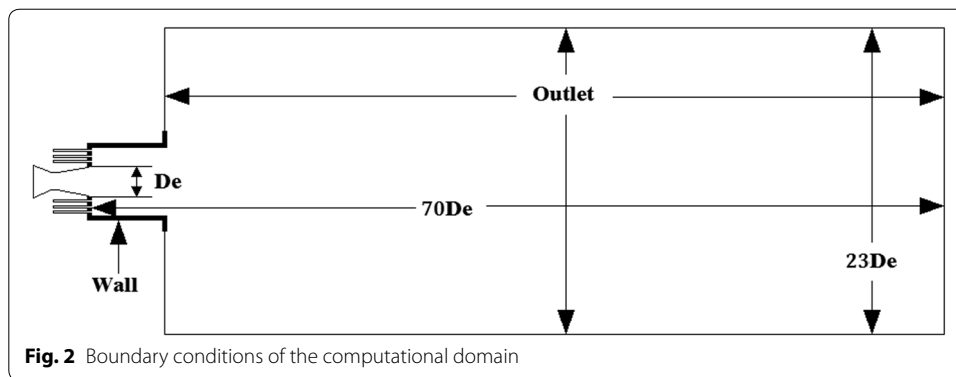 Outlet
De
70De
23De
Wall
Fig. 2 Boundary conditions of the computational domain